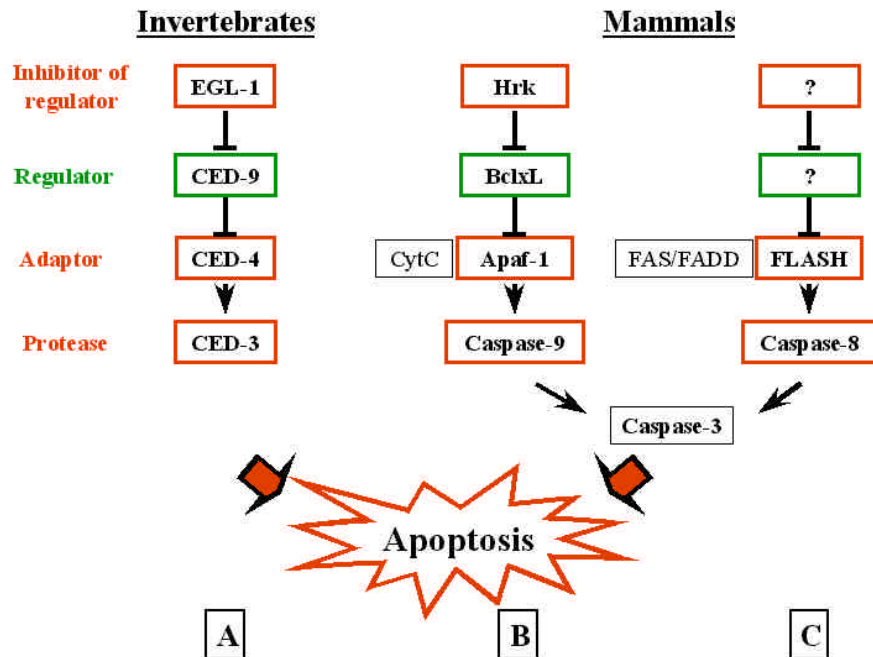 Invertebrates Mammals
Inhibitor of
regulator
EGL-1 Hrk ?
Regulator CED-9 BclxL ?
Adaptor CED-4 CytC Apaf-1 FAS/FADD FLASH
Protease CED-3 Caspase-9 Caspase-8
Caspase-3
Apoptosis
A B C